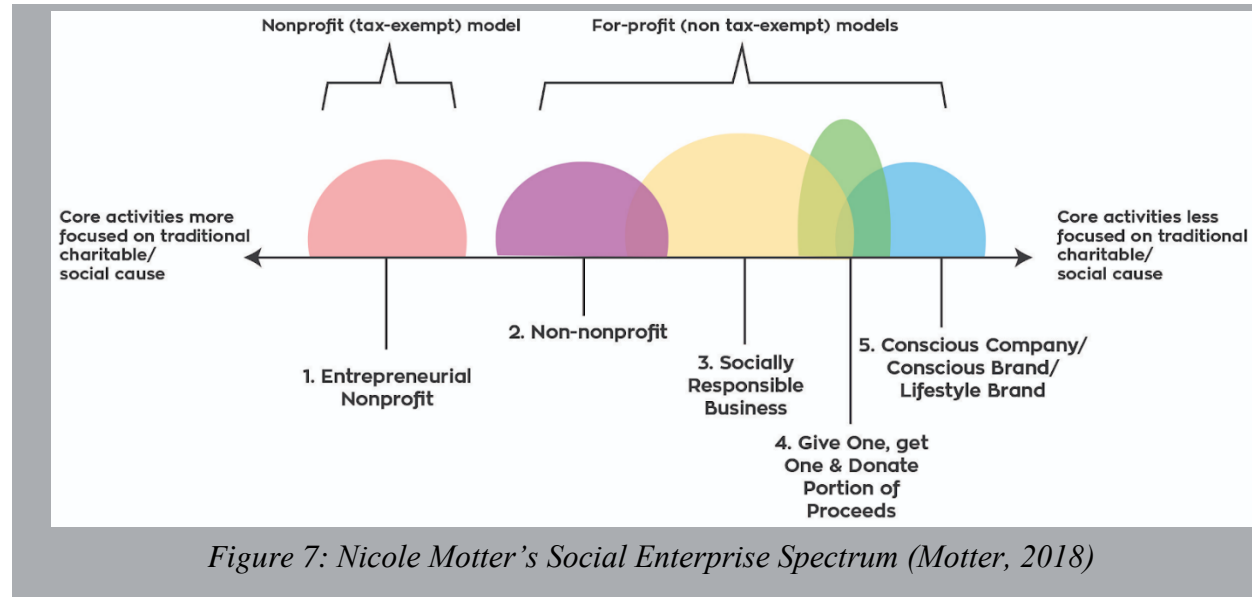 Nonprofit (tax-exempt) model
For-profit (non tax-exempt) models
Core activities more
focused on traditional
charitable/
social cause
Core activities less
focused on traditional
charitable/
social cause
1. Entrepreneurial
Nonprofit
2. Non-nonprofit
3. Socially
Responsible
Business
4. Give One, get
One & Donate
Portion of
Proceeds
5. Conscious Company/
Conscious Brand/
Lifestyle Brand
Figure 7: Nicole Motter’s Social Enterprise Spectrum (Motter, 2018)